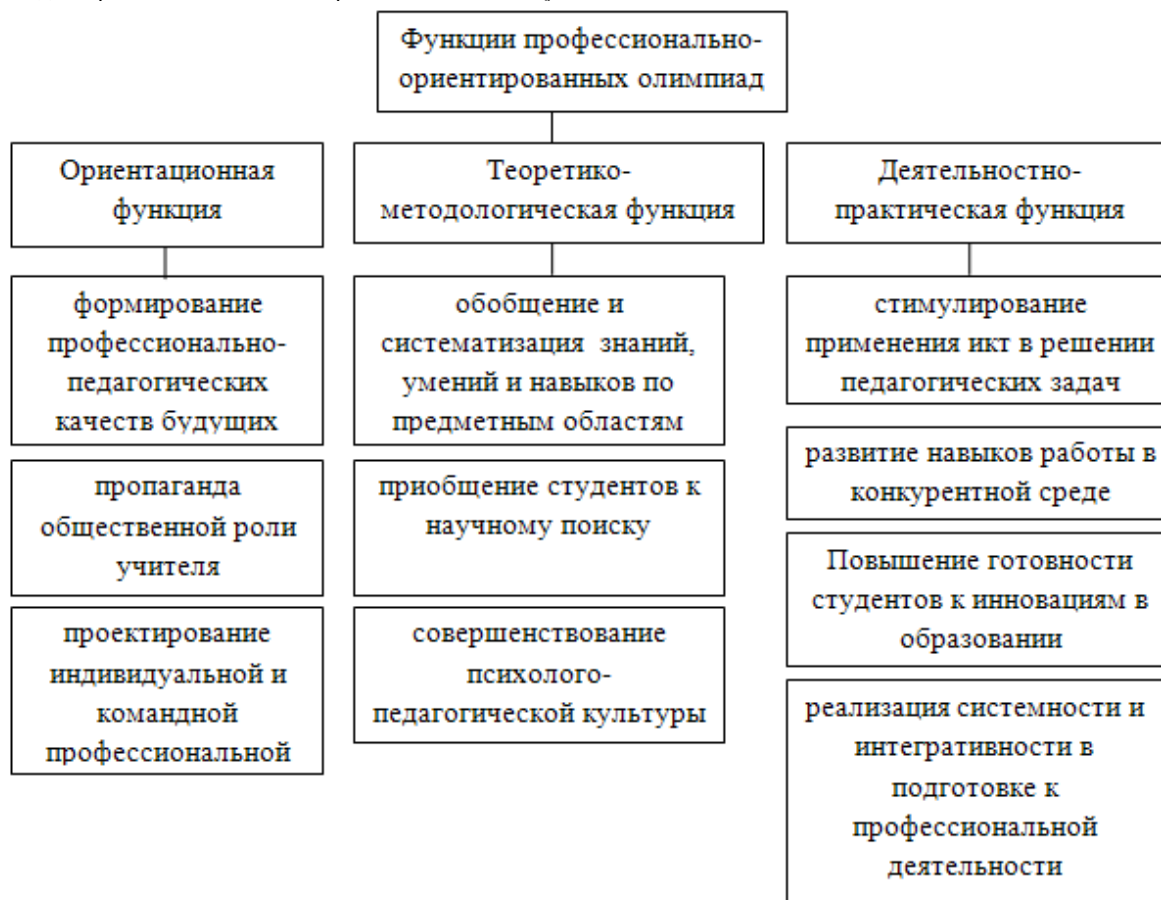 Функции профессионально-
ориентированных олимпиад
Ориентационная
функция
формирование
профессионально-
педагогических
качеств будущих
пропаганда
общественной роли
учителя
проектирование
индивидуальной и
командной
профессиональной
Теоретико-
методологическая функция
обобщение и
систематизация знаний,
умений и навыков по
предметным областям
приобщение студентов к
научному поиску
совершенствование
психолого-
педагогической культуры
Деятельностно-
практическая функция
стимулирование
применения икт в решении
педагогических задач
развитие навыков работы в
конкурентной среде
Повышение готовности
студентов к инновациям в
образовании
реализация системности и
интегративности в
подготовке к
профессиональной
деятельности